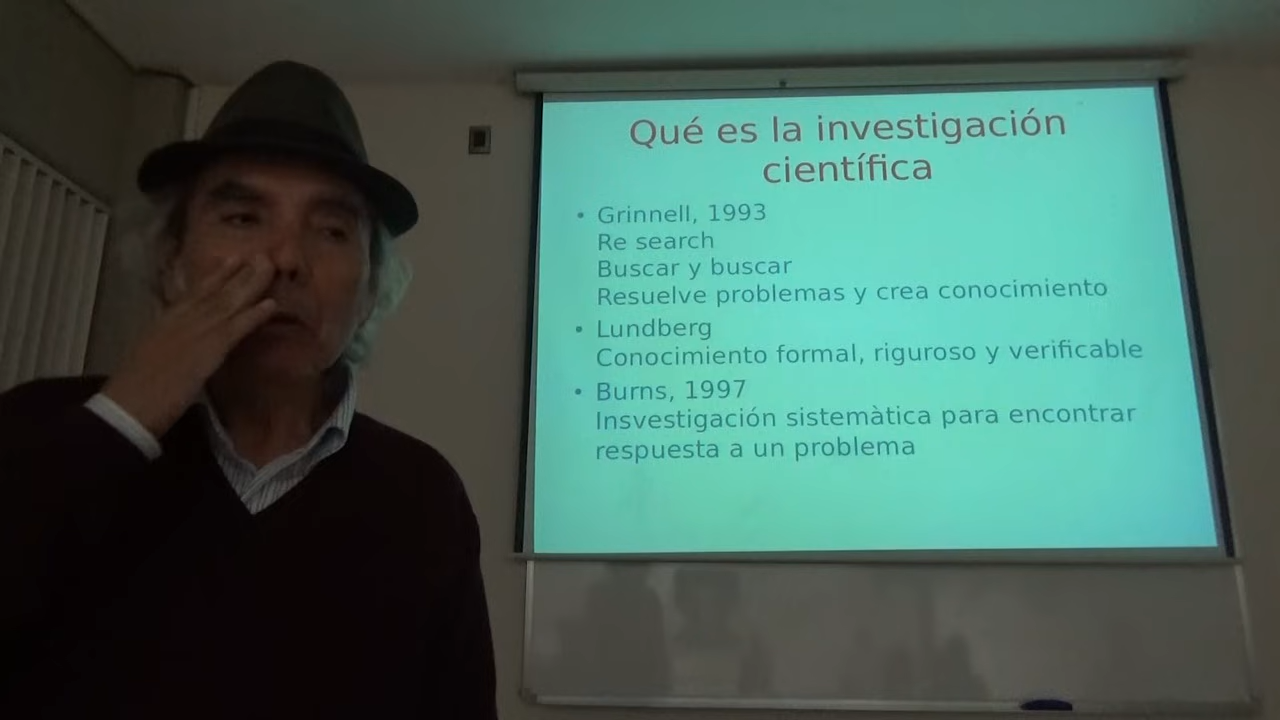 Qué es la investigación
científica
• Grinnell, 1993
Re search
Buscar y buscar
Resuelve problemas y crea conocimiento
• Lundberg
Conocimiento formal, riguroso y verificable
• Burns, 1997
Insvestigación sistemàtica para encontrar
respuesta a un problema